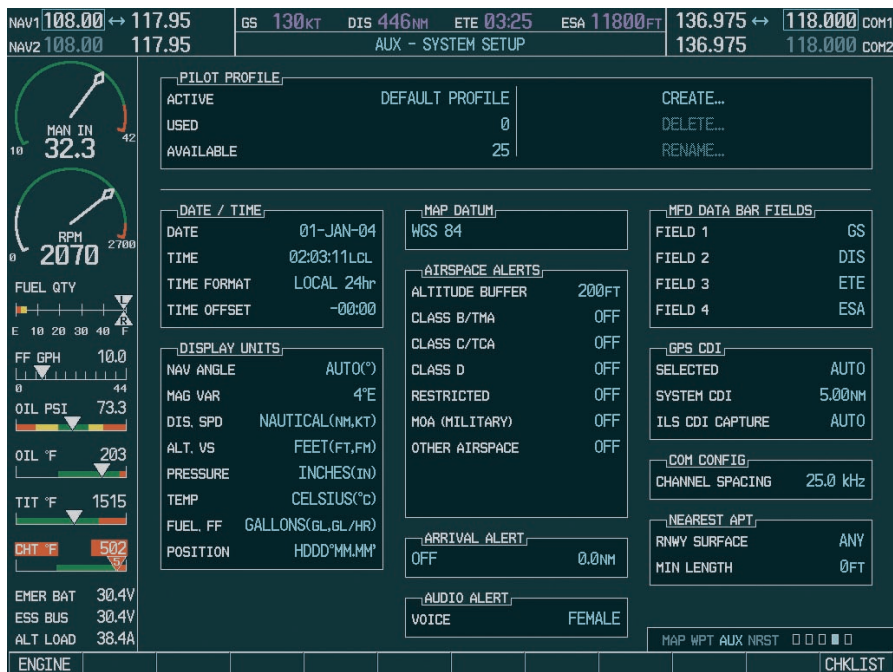 NAV1 108.00 ↔ 117.95
NAV2 108.00 117.95
GS 130KT DIS 446NM ETE 03:25 ESA 11800FT
AUX - SYSTEM SETUP
136.975 ↔ 118.000 COM1
136.975 118.000 COM2
MAN IN
32.3
10 42
RPM
2070
0 2700
FUEL QTY
L
R
E 10 20 30 40 F
FF GPH 10.0
0 44
OIL PSI 73.3
OIL °F 203
TIT °F 1515
CHT °F 502
5
EMER BAT 30.4V
ESS BUS 30.4V
ALT LOAD 38.4A
PILOT PROFILE
ACTIVE DEFAULT PROFILE CREATE...
USED 0 DELETE...
AVAILABLE 25 RENAME...
DATE / TIME
DATE 01-JAN-04
TIME 02:03:11LCL
TIME FORMAT LOCAL 24hr
TIME OFFSET -00:00
DISPLAY UNITS
NAV ANGLE AUTO(°)
MAG VAR 4°E
DIS, SPD NAUTICAL(NM,KT)
ALT, VS FEET(FT,FM)
PRESSURE INCHES(IN)
TEMP CELSIUS(°C)
FUEL, FF GALLONS(GL,GL/HR)
POSITION HDDD°MM.MM'
MAP DATUM
WGS 84
AIRSPACE ALERTS
ALTITUDE BUFFER 200FT
CLASS B/TMA OFF
CLASS C/TCA OFF
CLASS D OFF
RESTRICTED OFF
MOA (MILITARY) OFF
OTHER AIRSPACE OFF
ARRIVAL ALERT
OFF 0.0NM
AUDIO ALERT
VOICE FEMALE
MFD DATA BAR FIELDS
FIELD 1 GS
FIELD 2 DIS
FIELD 3 ETE
FIELD 4 ESA
GPS CDI
SELECTED AUTO
SYSTEM CDI 5.00NM
ILS CDI CAPTURE AUTO
COM CONFIG
CHANNEL SPACING 25.0 kHz
NEAREST APT
RNWY SURFACE ANY
MIN LENGTH 0FT
MAP WPT AUX NRST
ENGINE CHKLIST